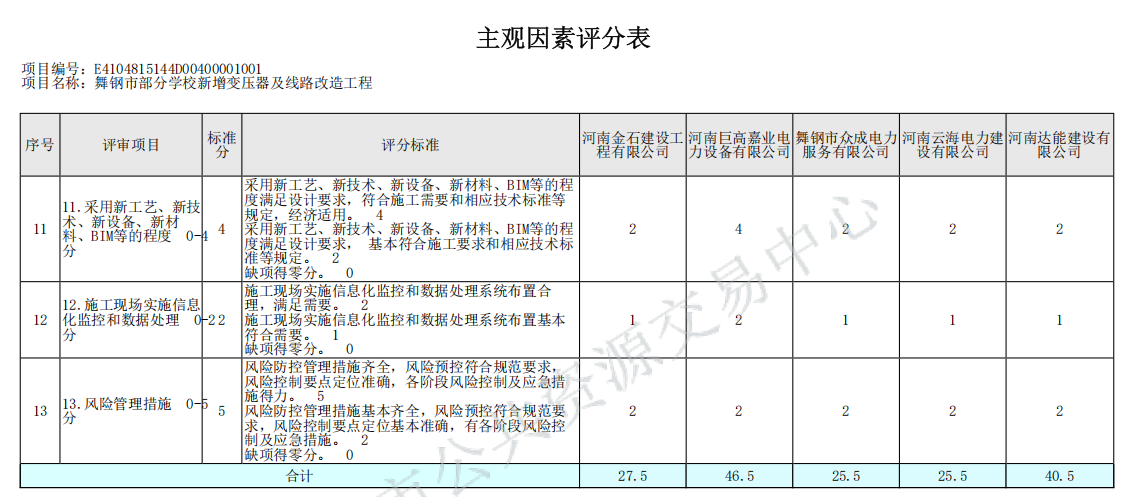 主观因素评分表
项目编号：E4104815144D00400001001
项目名称：舞钢市部分学校新增变压器及线路改造工程
序号 评审项目 标准分 评分标准 河南金石建设工程有限公司 河南巨高嘉业电力设备有限公司 舞钢市众成电力服务有限公司 河南云海电力建设有限公司 河南达能建设有限公司
11
11.采用新工艺、新技
术、新设备、新材
料、BIM等的程度 0-4
分
4
采用新工艺、新技术、新设备、新材料、BIM等的程
度满足设计要求，符合施工需要和相应技术标准等
规定，经济适用。 4
采用新工艺、新技术、新设备、新材料、BIM等的程
度满足设计要求， 基本符合施工要求和相应技术标
准等规定。 2
缺项得零分。 0
2 4 2 2 2
12
12.施工现场实施信息
化监控和数据处理 0-2
分
2
施工现场实施信息化监控和数据处理系统布置合
理，满足需要。 2
施工现场实施信息化监控和数据处理系统布置基本
符合需要。 1
缺项得零分。 0
1 2 1 1 1
13
13.风险管理措施 0-5
分
5
风险防控管理措施齐全，风险预控符合规范要求，
风险控制要点定位准确，各阶段风险控制及应急措
施得力。 5
风险防控管理措施基本齐全，风险预控符合规范要
求，风险控制要点定位基本准确，有各阶段风险控
制及应急措施。 2
缺项得零分。 0
2 2 2 2 2
合计 27.5 46.5 25.5 25.5 40.5
市公共资源交易中心